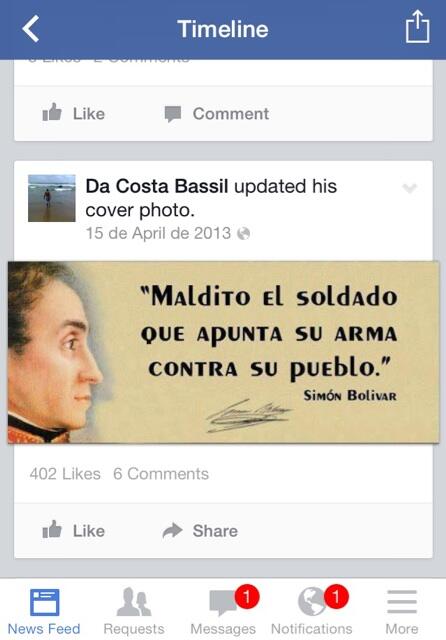 Timeline
Like Comment
Da Costa Bassil updated his
cover photo.
15 de April de 2013
"Maldito el soldado
que apunta su arma
contra su pueblo."
Simón Bolivar
402 Likes 6 Comments
Like Share
1 1
News Feed Requests Messages Notifications More